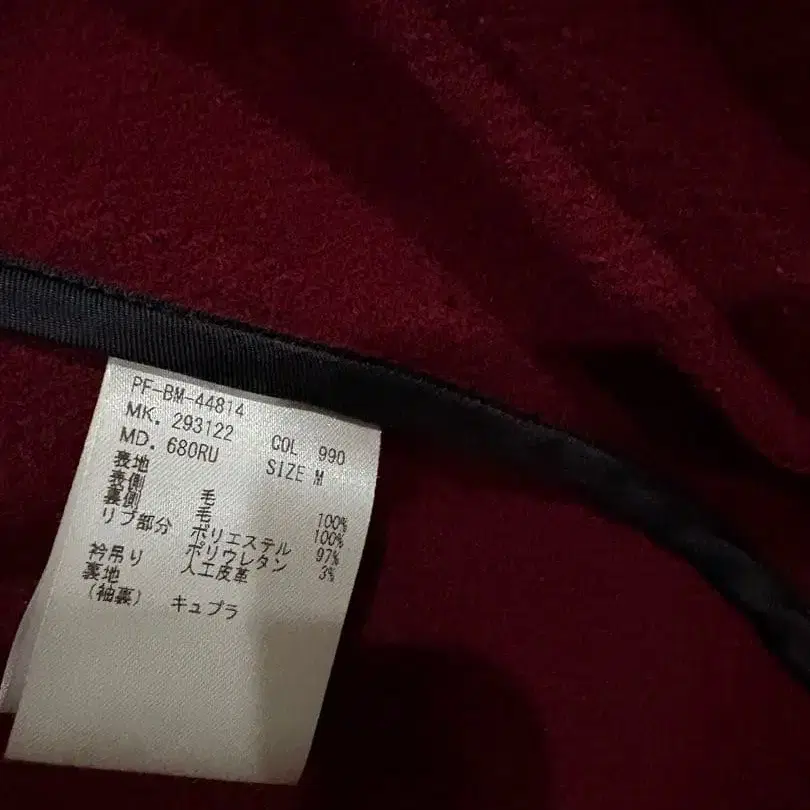 PF-BM-44814
MK. 293122 COL 990
MD. 680RU SIZE M
表地
表側 毛 100%
裏側 毛 100%
リブ部分 ポリエステル 97%
ポリウレタン 3%
衿吊り 人工皮革
裏地
(袖裏) キュプラ